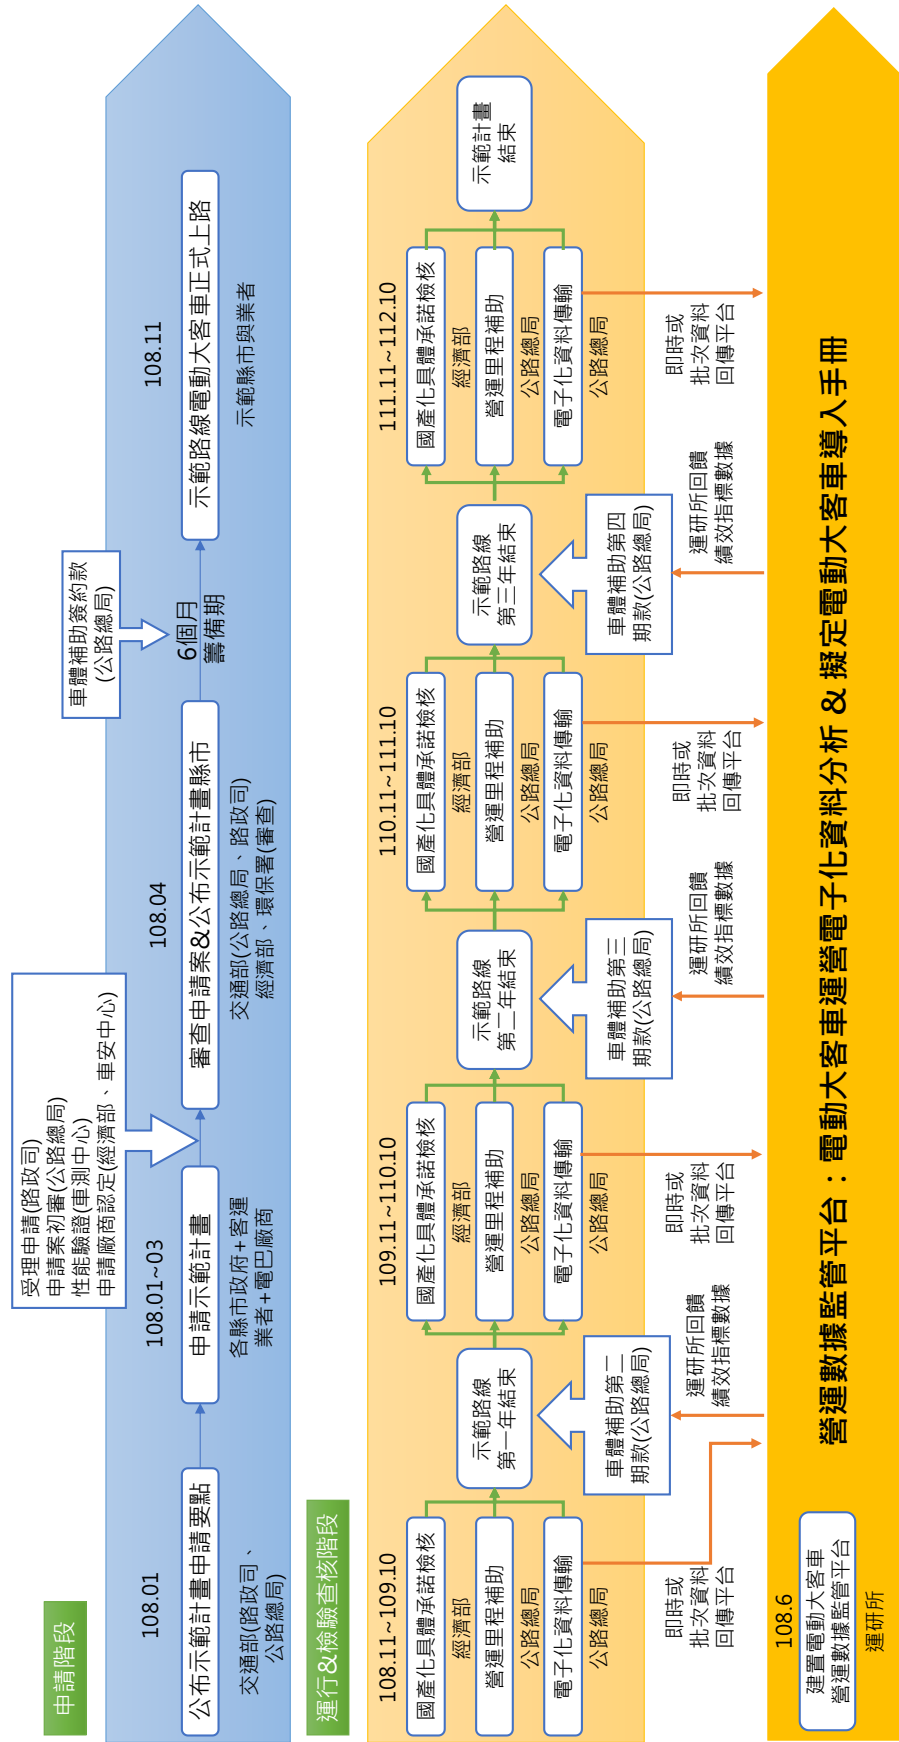 申請階段
受理申請(路政司)
申請案初審(公路總局)
性能驗證(車測中心)
申請廠商認定(經濟部、車安中心)
車體補助簽約款
(公路總局)
108.01
公布示範計畫申請要點
交通部(路政司、
公路總局)
108.01~03
申請示範計畫
各縣市政府+客運
業者+電巴廠商
108.04
審查申請案&公布示範計畫縣市
交通部(公路總局、路政司)
經濟部、環保署(審查)
6個月
籌備期
108.11
示範路線電動大客車正式上路
示範縣市與業者
運行&檢驗查核階段
108.11~109.10
國產化具體承諾檢核
經濟部
營運里程補助
公路總局
電子化資料傳輸
公路總局
即時或
批次資料
回傳平台
示範路線
第一年結束
車體補助第二
期款(公路總局)
運研所回饋
績效指標數據
109.11~110.10
國產化具體承諾檢核
經濟部
營運里程補助
公路總局
電子化資料傳輸
公路總局
即時或
批次資料
回傳平台
示範路線
第二年結束
車體補助第三
期款(公路總局)
運研所回饋
績效指標數據
110.11~111.10
國產化具體承諾檢核
經濟部
營運里程補助
公路總局
電子化資料傳輸
公路總局
即時或
批次資料
回傳平台
示範路線
第三年結束
車體補助第四
期款(公路總局)
運研所回饋
績效指標數據
111.11~112.10
國產化具體承諾檢核
經濟部
營運里程補助
公路總局
電子化資料傳輸
公路總局
即時或
批次資料
回傳平台
示範計畫
結束
108.6
建置電動大客車
營運數據監管平台
運研所
營運數據監管平台：電動大客車運營電子化資料分析 & 擬定電動大客車導入手冊